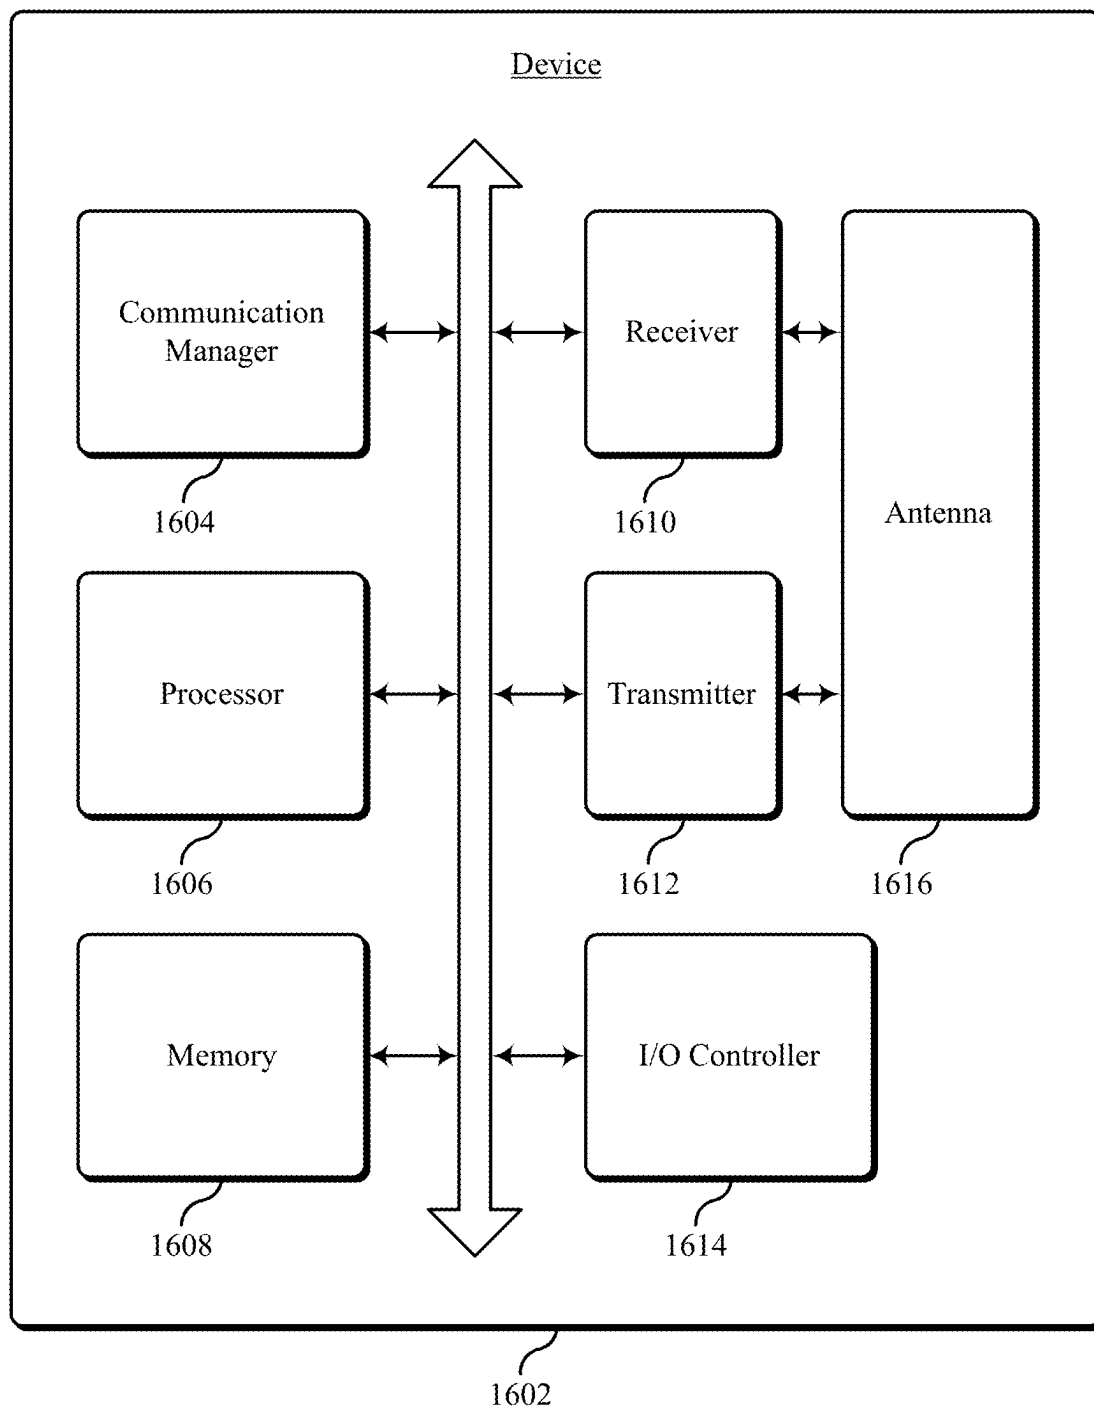 Device
Communication
Manager
1604
Receiver
1610
Antenna
1616
Processor
1606
Transmitter
1612
Memory
1608
I/O Controller
1614
1602